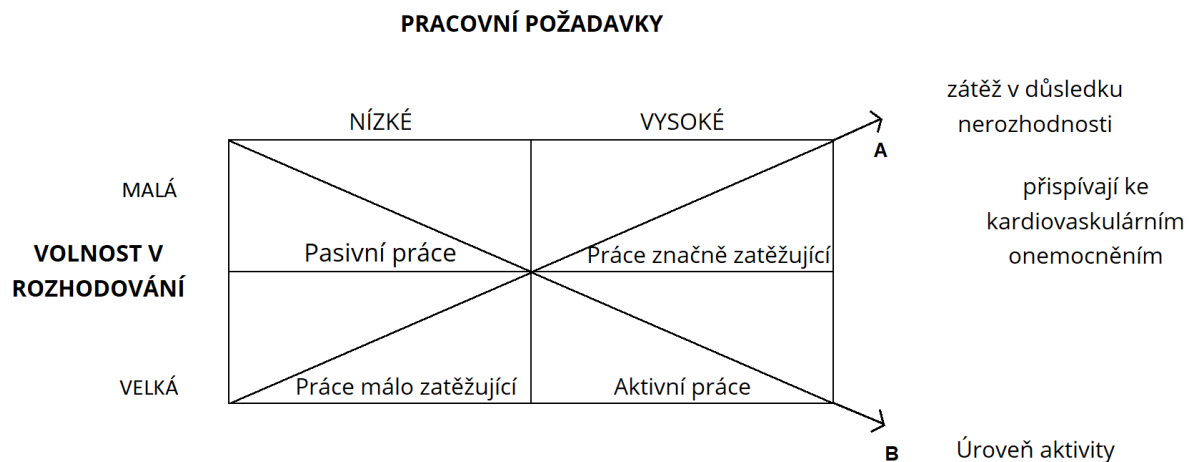 PRACOVNÍ POŽADAVKY
zátěž v důsledku
nerozhodnosti
NÍZKÉ
VYSOKÉ
A
MALÁ
přispívají ke
kardiovaskulárním
onemocněním
VOLNOST V
ROZHODOVÁNÍ
Pasivní práce
Práce značně zatěžující
VELKÁ
Práce málo zatěžující
Aktivní práce
B
Úroveň aktivity